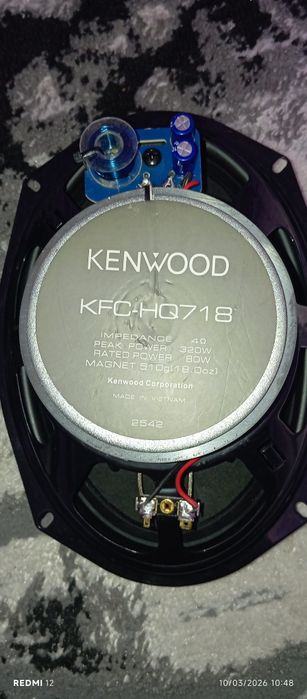 KENWOOD
KFC-HQ718
IMPEDANCE 4Ω
PEAK POWER 320W
RATED POWER 80W
MAGNET 510g(18.0oz)
Kenwood Corporation
MADE IN VIETNAM
2542
REDMI 12
10/03/2026 10:48